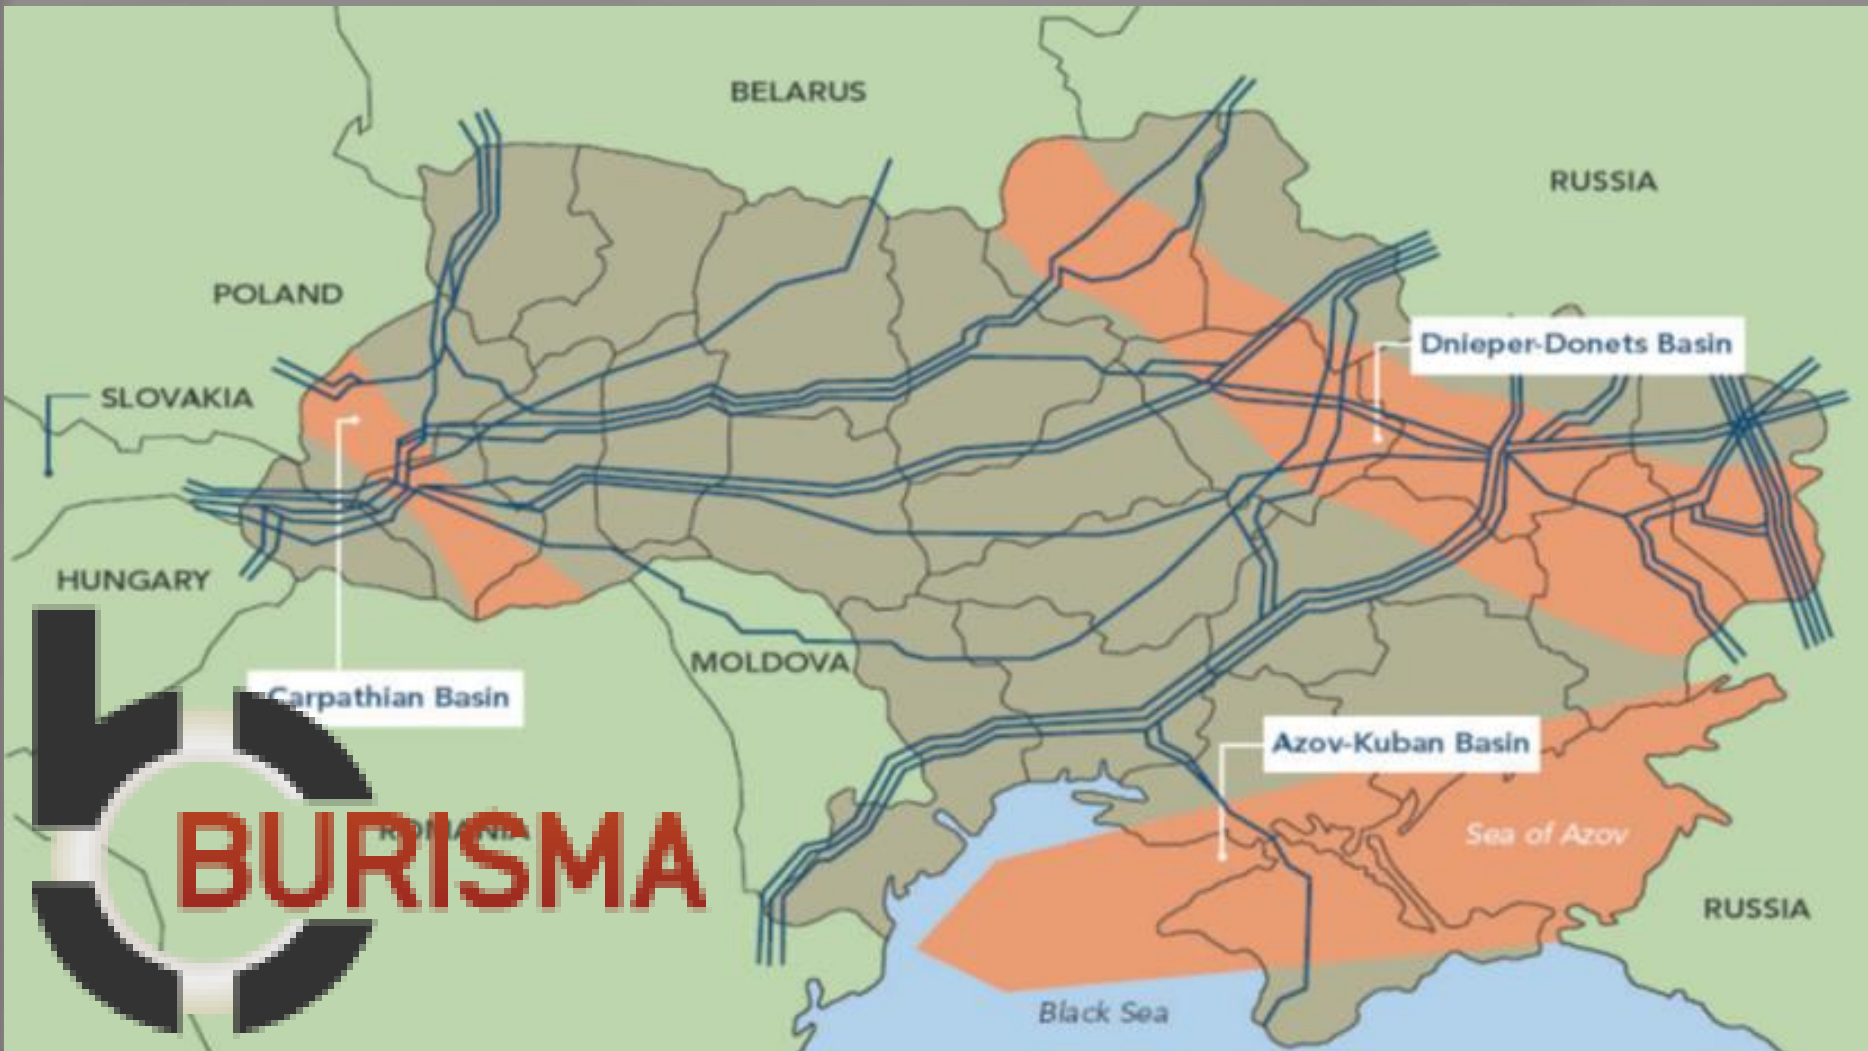 BELARUS
RUSSIA
POLAND
Dnieper-Donets Basin
SLOVAKIA
HUNGARY
MOLDOVA
Carpathian Basin
Azov-Kuban Basin
ROMANIA
Sea of Azov
BURISMA
RUSSIA
Black Sea